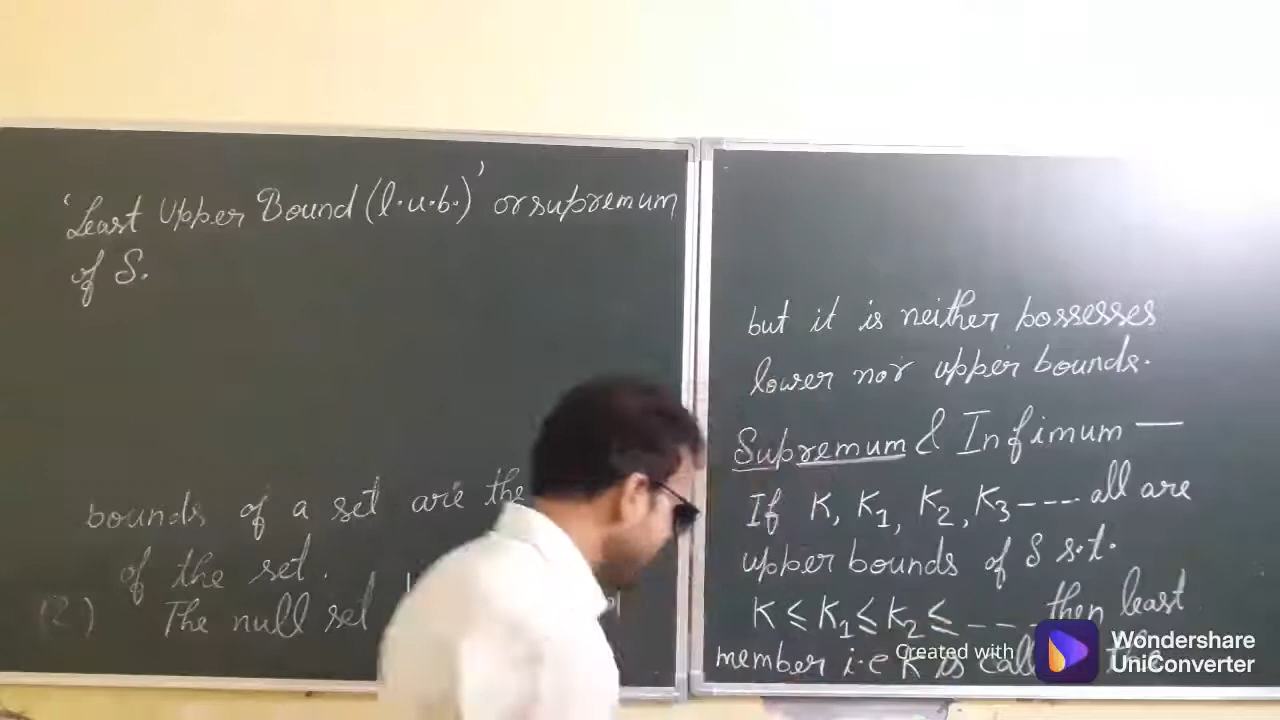 'Least Upper Bound (l.u.b.)' or supremum
of S.
bounds of a set are the
of the set.
(2) The null set
but it is neither possesses
lower nor upper bounds.
Supremum & Infimum —
If K, K1, K2, K3 --- all are
upper bounds of S s.t.
K ≤ K1 ≤ K2 ≤ --- then least
member i.e K is
Created with
Wondershare
UniConverter